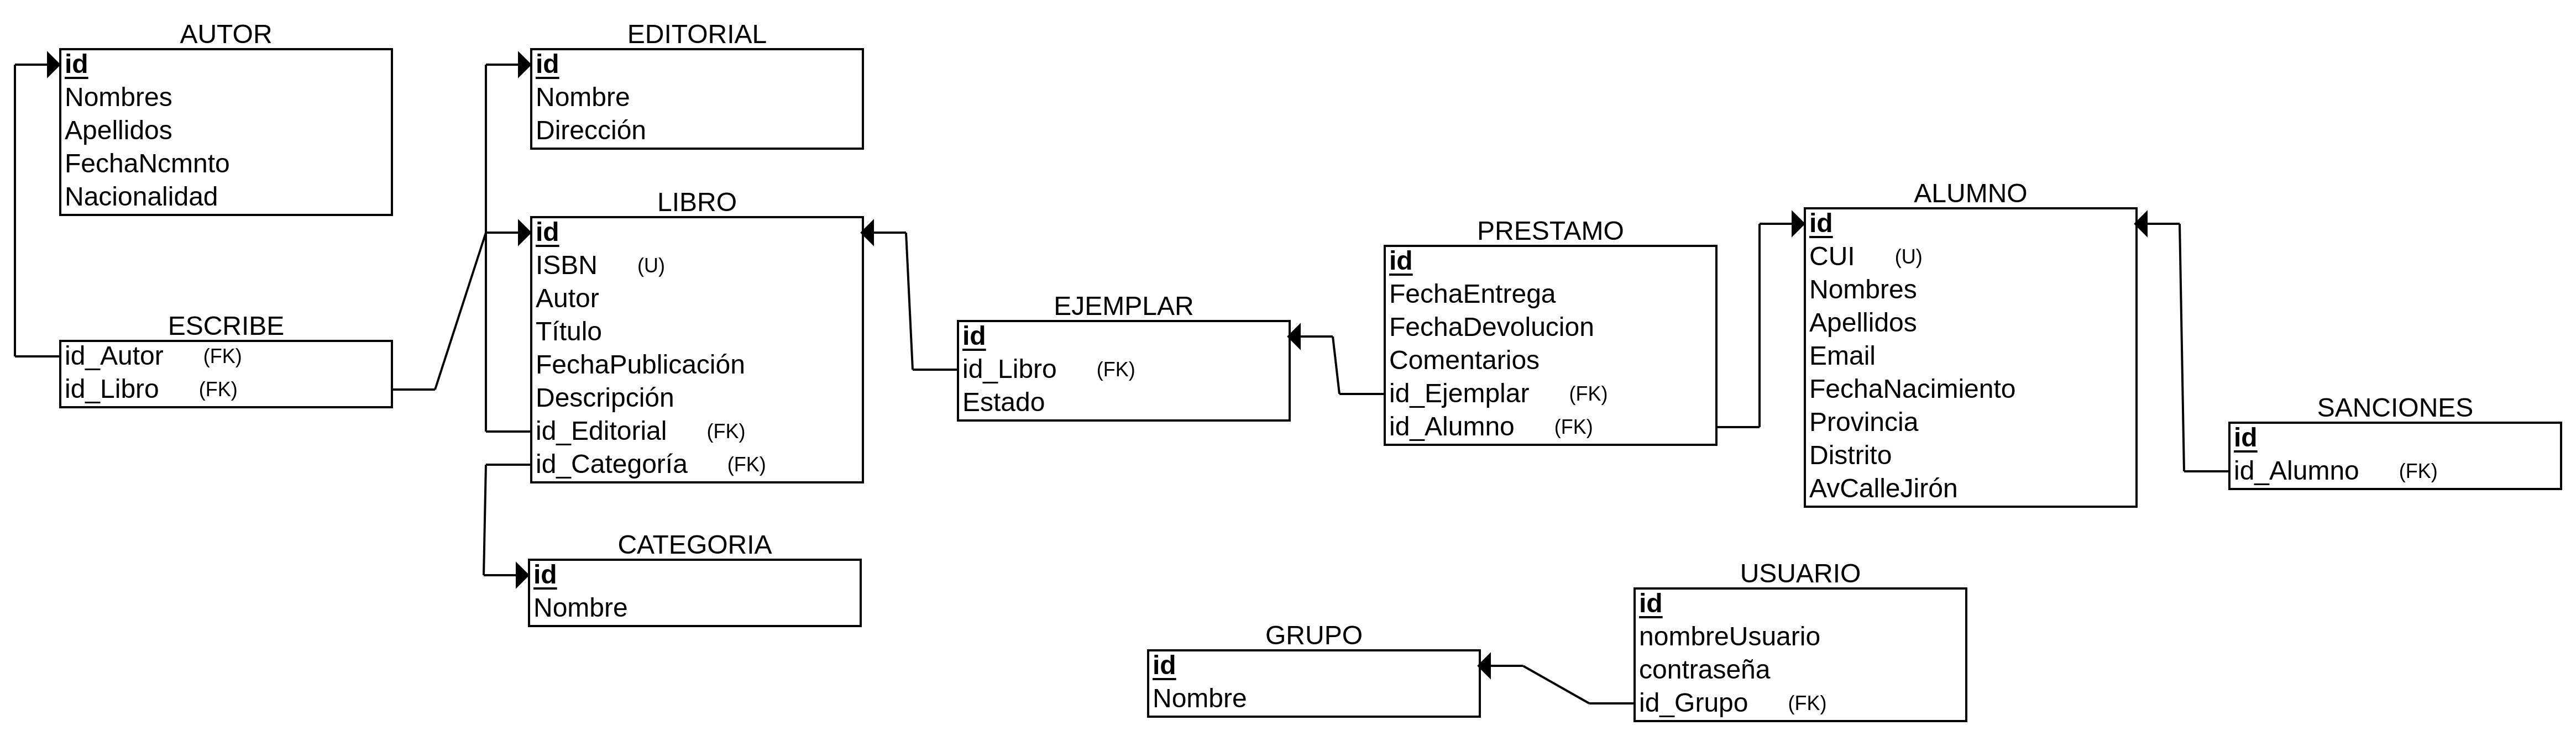 AUTOR
id
Nombres
Apellidos
FechaNcmnto
Nacionalidad
ESCRIBE
id_Autor (FK)
id_Libro (FK)
EDITORIAL
id
Nombre
Dirección
LIBRO
id
ISBN (U)
Autor
Título
FechaPublicación
Descripción
id_Editorial (FK)
id_Categoría (FK)
CATEGORIA
id
Nombre
EJEMPLAR
id
id_Libro (FK)
Estado
PRESTAMO
id
FechaEntrega
FechaDevolucion
Comentarios
id_Ejemplar (FK)
id_Alumno (FK)
ALUMNO
id
CUI (U)
Nombres
Apellidos
Email
FechaNacimiento
Provincia
Distrito
AvCalleJirón
SANCIONES
id
id_Alumno (FK)
GRUPO
id
Nombre
USUARIO
id
nombreUsuario
contraseña
id_Grupo (FK)